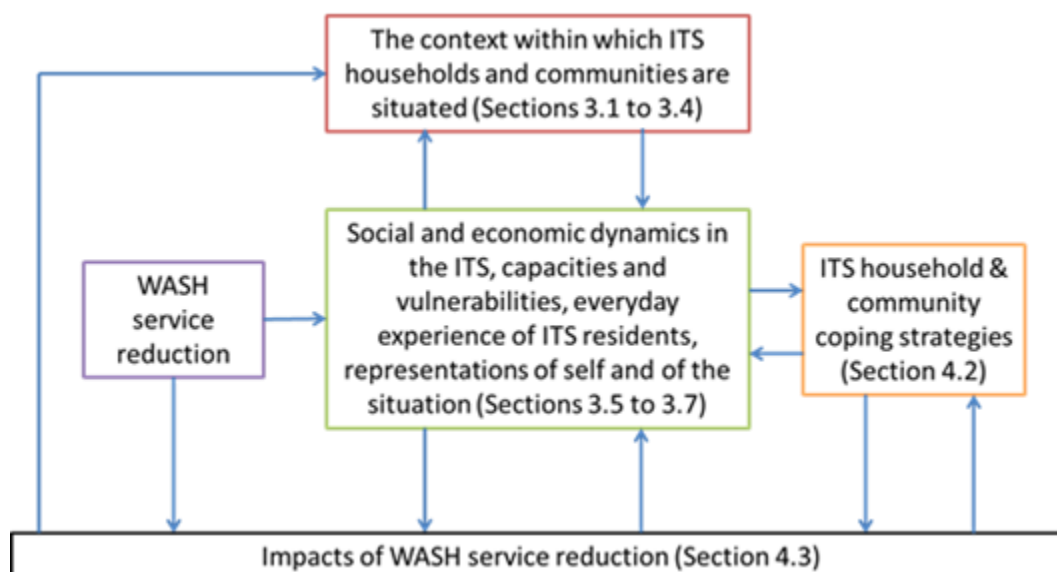 The context within which ITS
households and communities are
situated (Sections 3.1 to 3.4)
Social and economic dynamics in
the ITS, capacities and
vulnerabilities, everyday
experience of ITS residents,
representations of self and of the
situation (Sections 3.5 to 3.7)
WASH
service
reduction
ITS household &
community
coping strategies
(Section 4.2)
Impacts of WASH service reduction (Section 4.3)